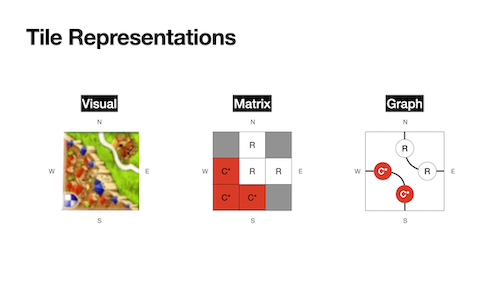 Tile Representations
Visual Matrix Graph
N N N
R R
W E W C* R R E W C* R E
C* C* C*
S S S